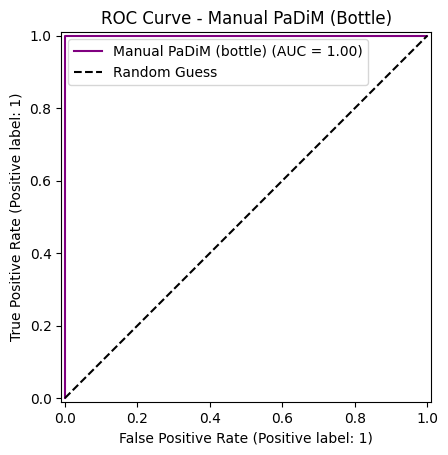 ROC Curve - Manual PaDiM (Bottle)
Manual PaDiM (bottle) (AUC = 1.00)
Random Guess
True Positive Rate (Positive label: 1)
1.0
0.8
0.6
0.4
0.2
0.0
0.0 0.2 0.4 0.6 0.8 1.0
False Positive Rate (Positive label: 1)